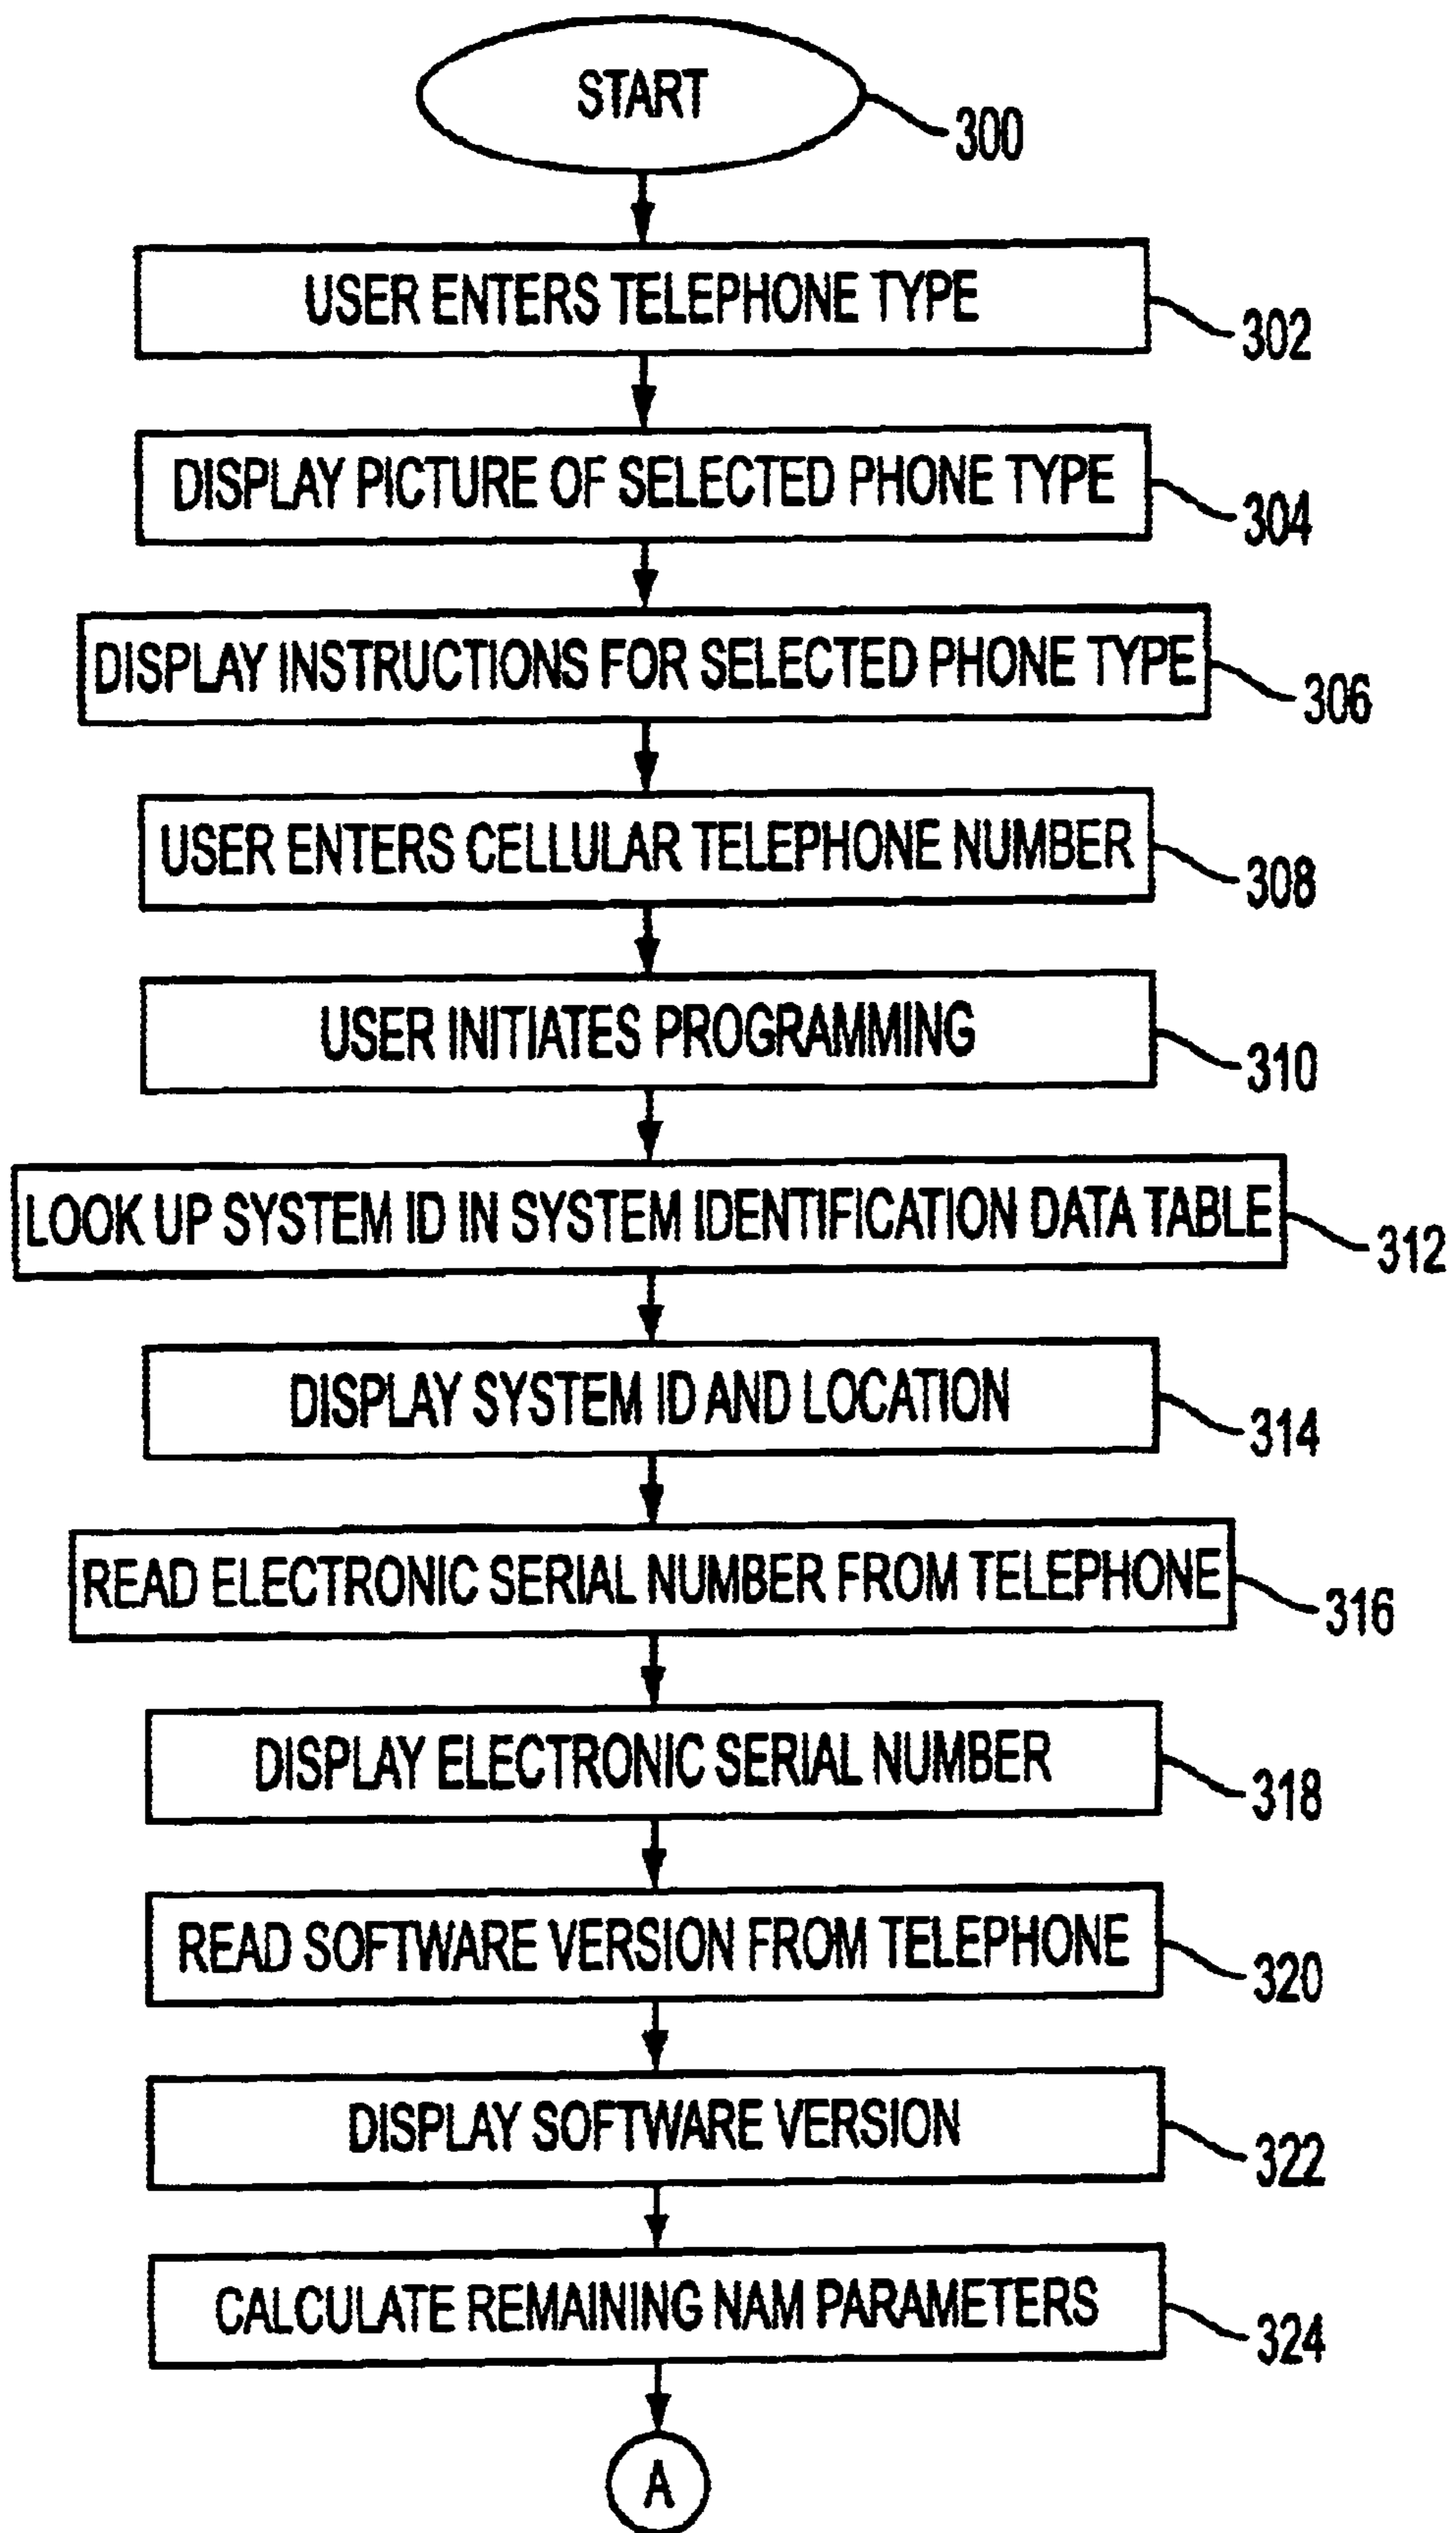 START
300
USER ENTERS TELEPHONE TYPE
302
DISPLAY PICTURE OF SELECTED PHONE TYPE
304
DISPLAY INSTRUCTIONS FOR SELECTED PHONE TYPE
306
USER ENTERS CELLULAR TELEPHONE NUMBER
308
USER INITIATES PROGRAMMING
310
LOOK UP SYSTEM ID IN SYSTEM IDENTIFICATION DATA TABLE
312
DISPLAY SYSTEM ID AND LOCATION
314
READ ELECTRONIC SERIAL NUMBER FROM TELEPHONE
316
DISPLAY ELECTRONIC SERIAL NUMBER
318
READ SOFTWARE VERSION FROM TELEPHONE
320
DISPLAY SOFTWARE VERSION
322
CALCULATE REMAINING NAM PARAMETERS
324
A